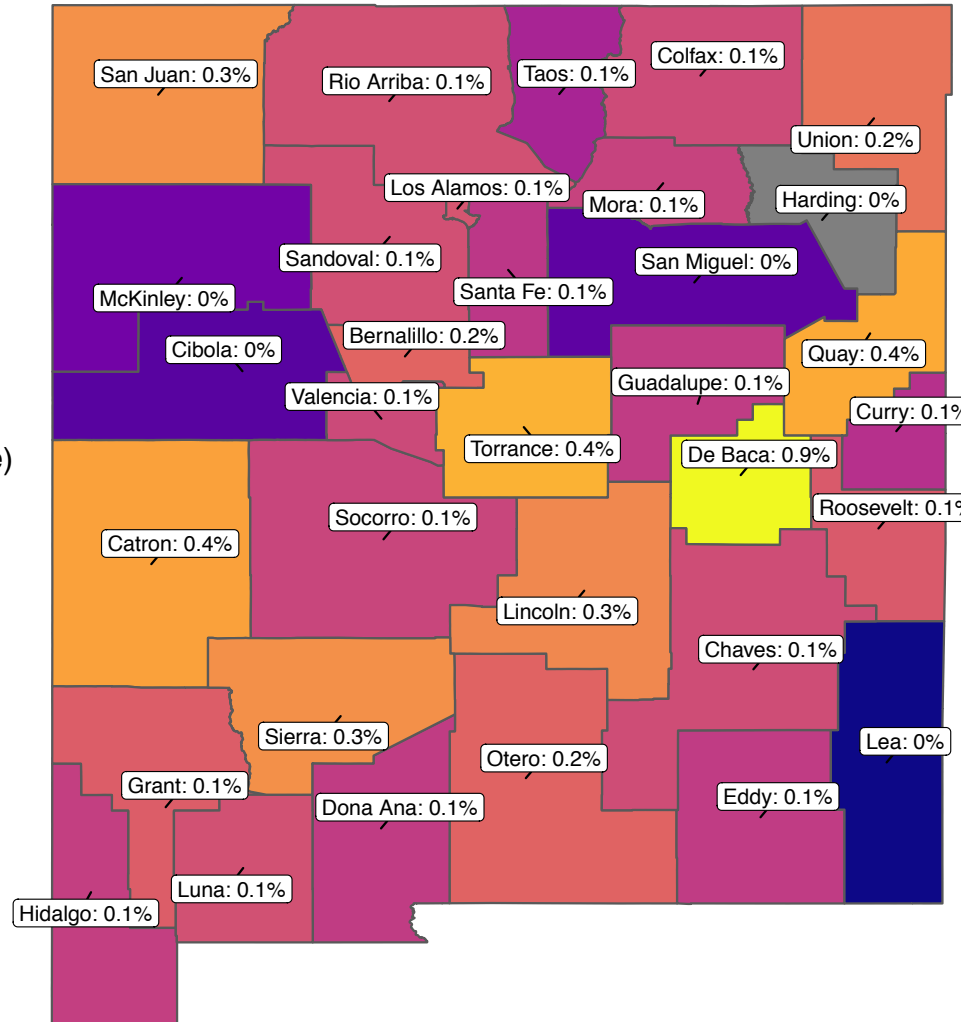 Colfax: 0.1%
San Juan: 0.3%
Rio Arriba: 0.1%
Taos: 0.1%
Union: 0.2%
Los Alamos: 0.1%
Mora: 0.1%
Harding: 0%
Sandoval: 0.1%
San Miguel: 0%
McKinley: 0%
Santa Fe: 0.1%
Bernalillo: 0.2%
Cibola: 0%
Quay: 0.4%
Guadalupe: 0.1%
Valencia: 0.1%
Curry: 0.1%
Torrance: 0.4%
De Baca: 0.9%
Socorro: 0.1%
Roosevelt: 0.1%
Catron: 0.4%
Lincoln: 0.3%
Chaves: 0.1%
Sierra: 0.3%
Lea: 0%
Otero: 0.2%
Grant: 0.1%
Dona Ana: 0.1%
Eddy: 0.1%
Luna: 0.1%
Hidalgo: 0.1%